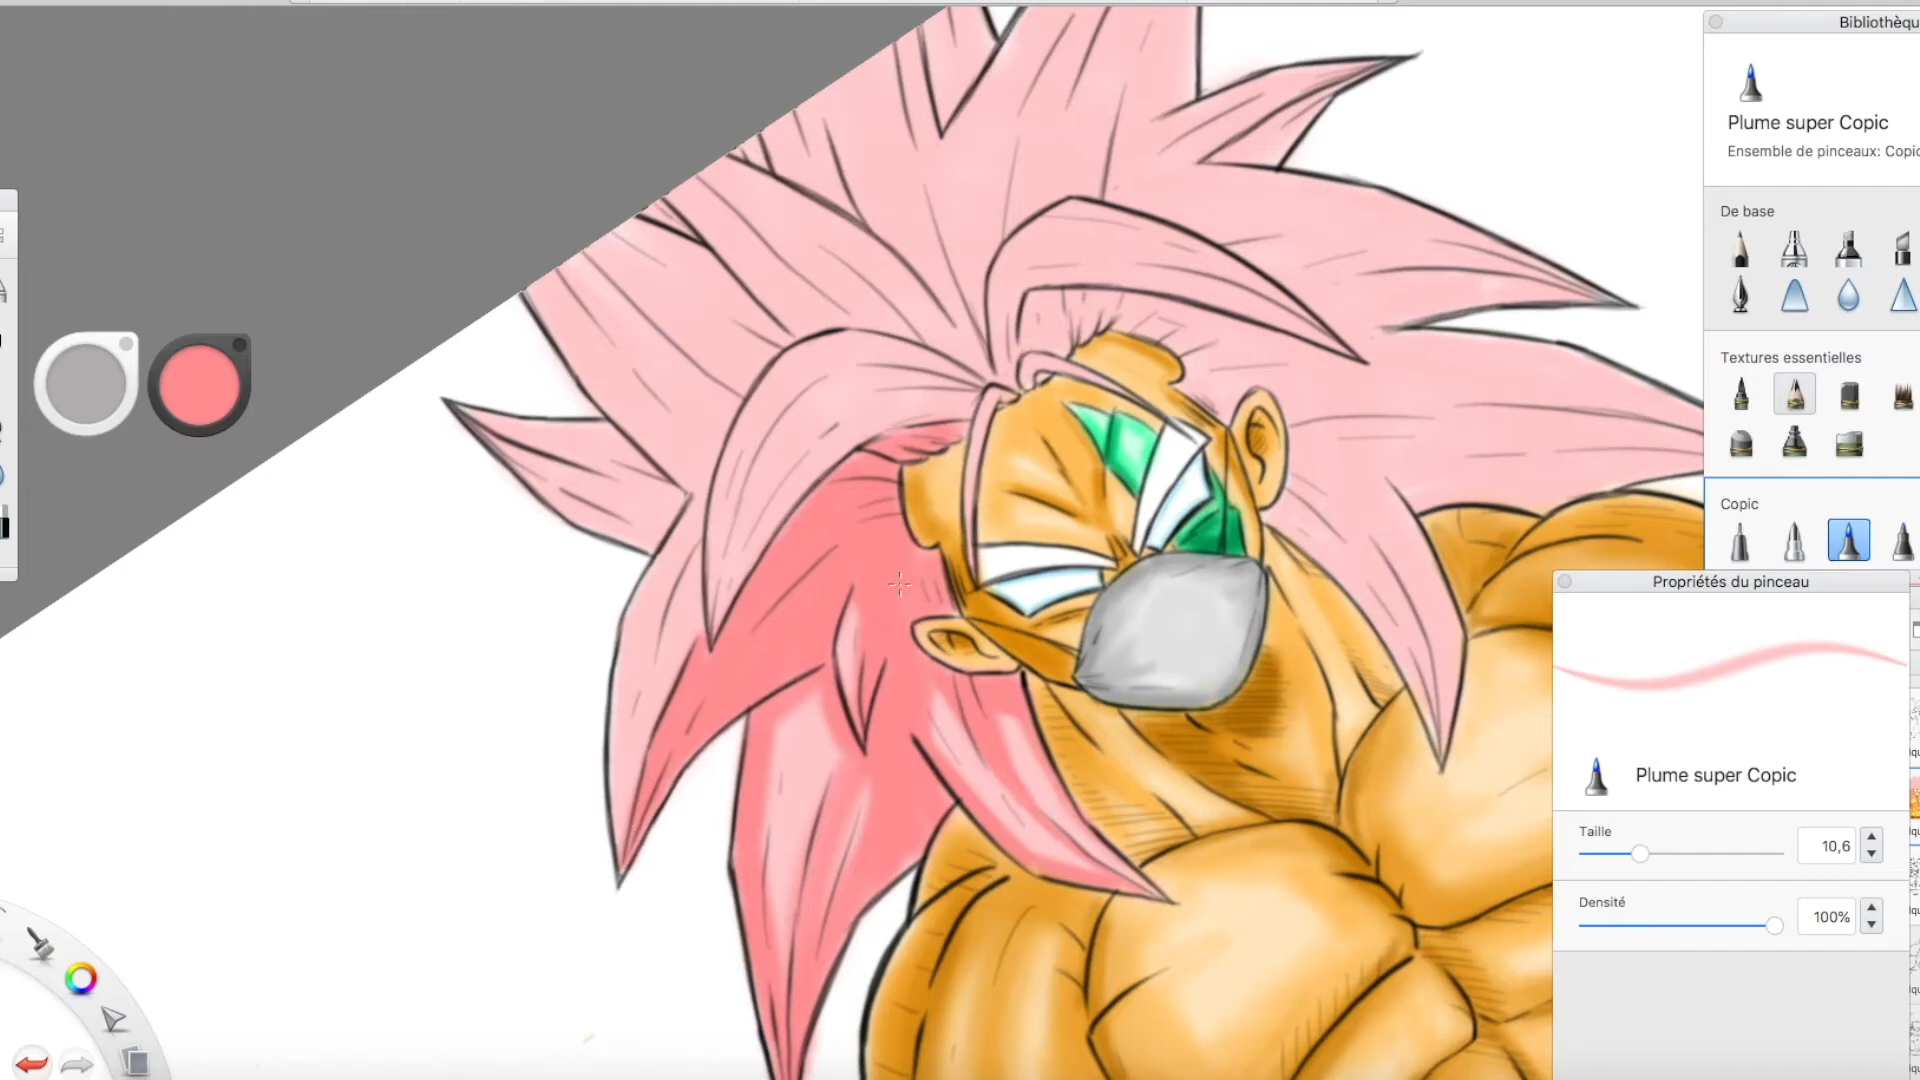 Bibliothèqu
Plume super Copic
Ensemble de pinceaux: Copic
De base
Textures essentielles
Copic
Propriétés du pinceau
Plume super Copic
Taille
10,6
Densité
100%